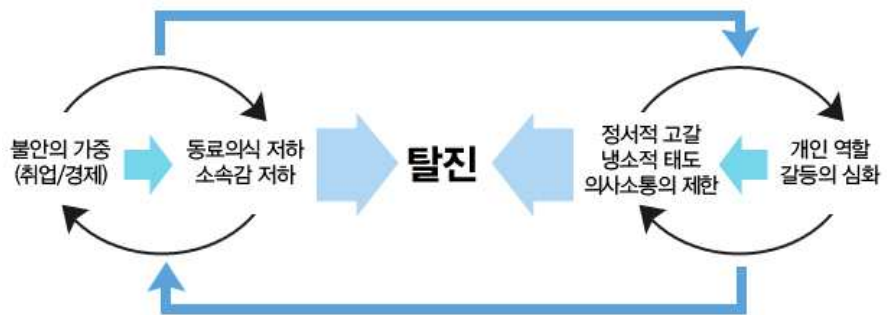 불안의 가중
(취업/경제)
동료의식 저하
소속감 저하
탈진
정서적 고갈
냉소적 태도
의사소통의 제한
개인 역할
갈등의 심화